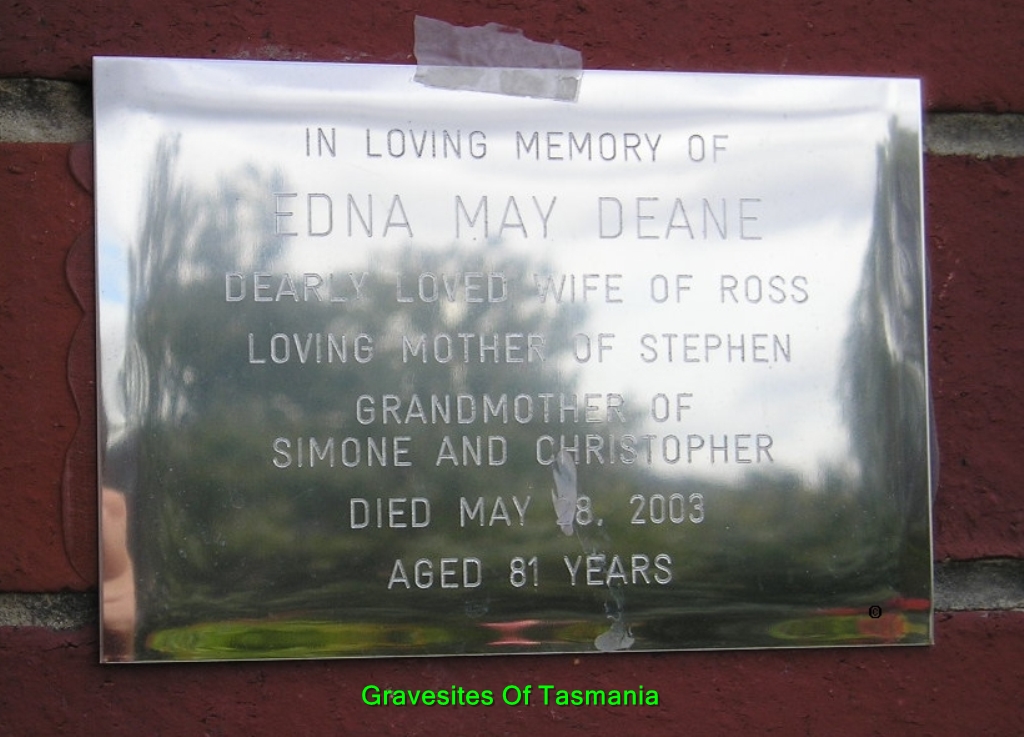 IN LOVING MEMORY OF
EDNA MAY DEANE
DEARLY LOVED WIFE OF ROSS
LOVING MOTHER OF STEPHEN
GRANDMOTHER OF
SIMONE AND CHRISTOPHER
DIED MAY 2003
AGED 81 YEARS
Gravesites Of Tasmania